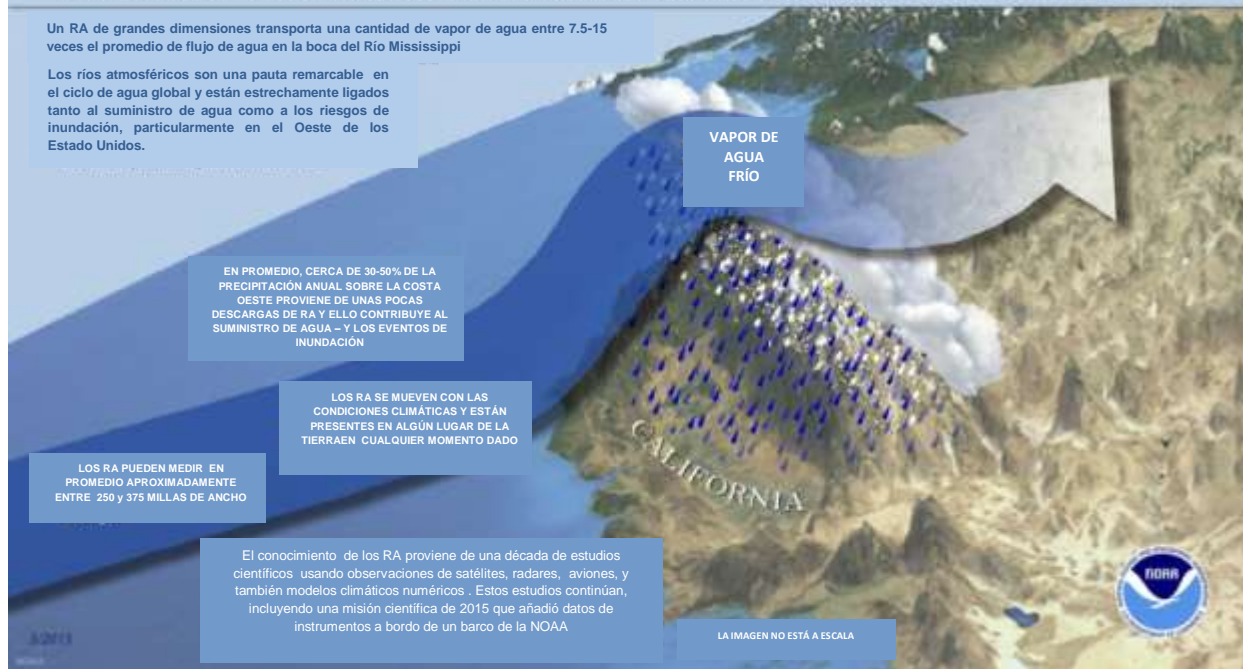 Un RA de grandes dimensiones transporta una cantidad de vapor de agua entre 7.5-15
veces el promedio de flujo de agua en la boca del Río Mississippi
Los ríos atmosféricos son una pauta remarcable en
el ciclo de agua global y están estrechamente ligados
tanto al suministro de agua como a los riesgos de
inundación, particularmente en el Oeste de los
Estado Unidos.
VAPOR DE
AGUA
FRÍO
EN PROMEDIO, CERCA DE 30-50% DE LA
PRECIPITACIÓN ANUAL SOBRE LA COSTA
OESTE PROVIENE DE UNAS POCAS
DESCARGAS DE RA Y ELLO CONTRIBUYE AL
SUMINISTRO DE AGUA – Y LOS EVENTOS DE
INUNDACIÓN
LOS RA SE MUEVEN CON LAS
CONDICIONES CLIMÁTICAS Y ESTÁN
PRESENTES EN ALGÚN LUGAR DE LA
TIERRAEN CUALQUIER MOMENTO DADO
CALIFORNIA
LOS RA PUEDEN MEDIR EN
PROMEDIO APROXIMADAMENTE
ENTRE 250 y 375 MILLAS DE ANCHO
El conocimiento de los RA proviene de una década de estudios
científicos usando observaciones de satélites, radares, aviones, y
también modelos climáticos numéricos . Estos estudios continúan,
incluyendo una misión científica de 2015 que añadió datos de
instrumentos a bordo de un barco de la NOAA
NOAA
LA IMAGEN NO ESTÁ A ESCALA